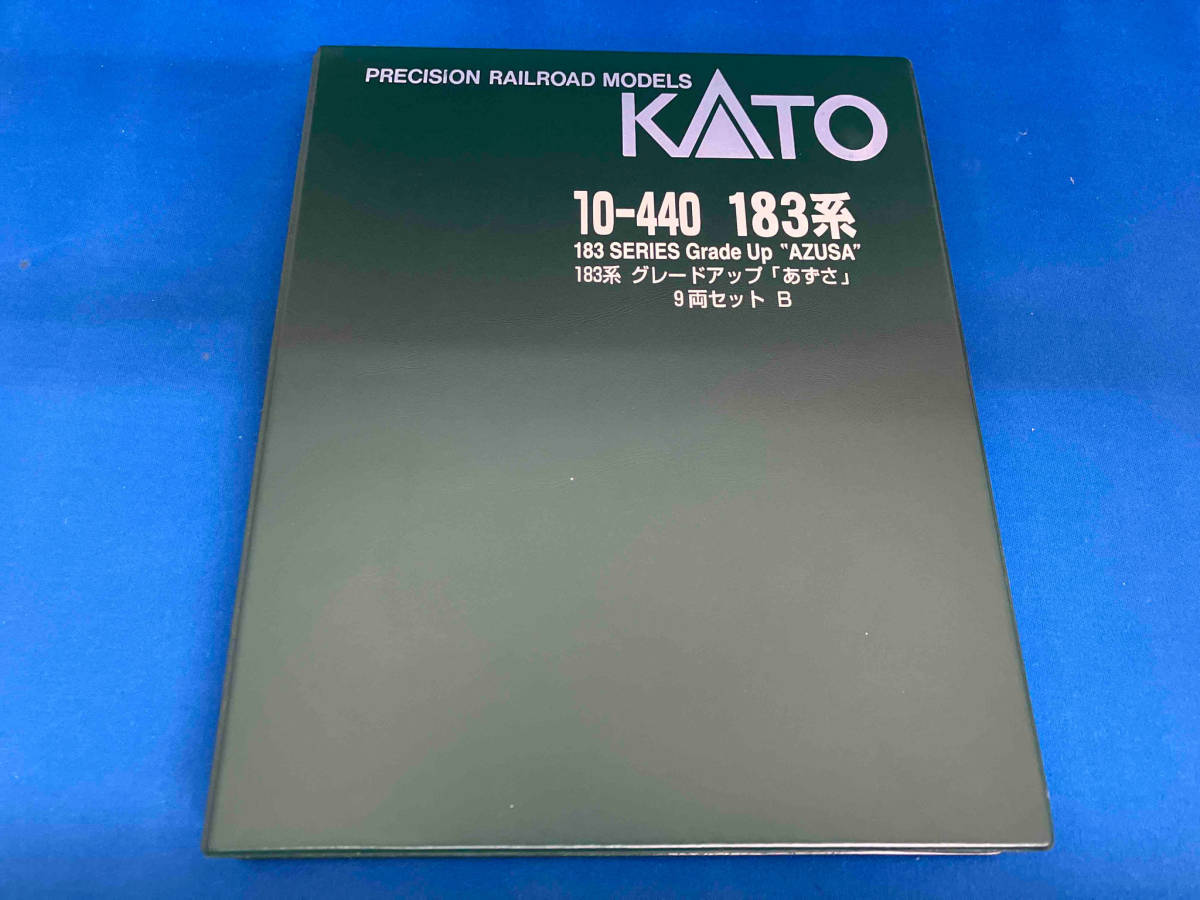 PRECISION RAILROAD MODELS
KATO
10-440 183系
183 SERIES Grade Up "AZUSA"
183系 グレードアップ「あずさ」
9両セット B